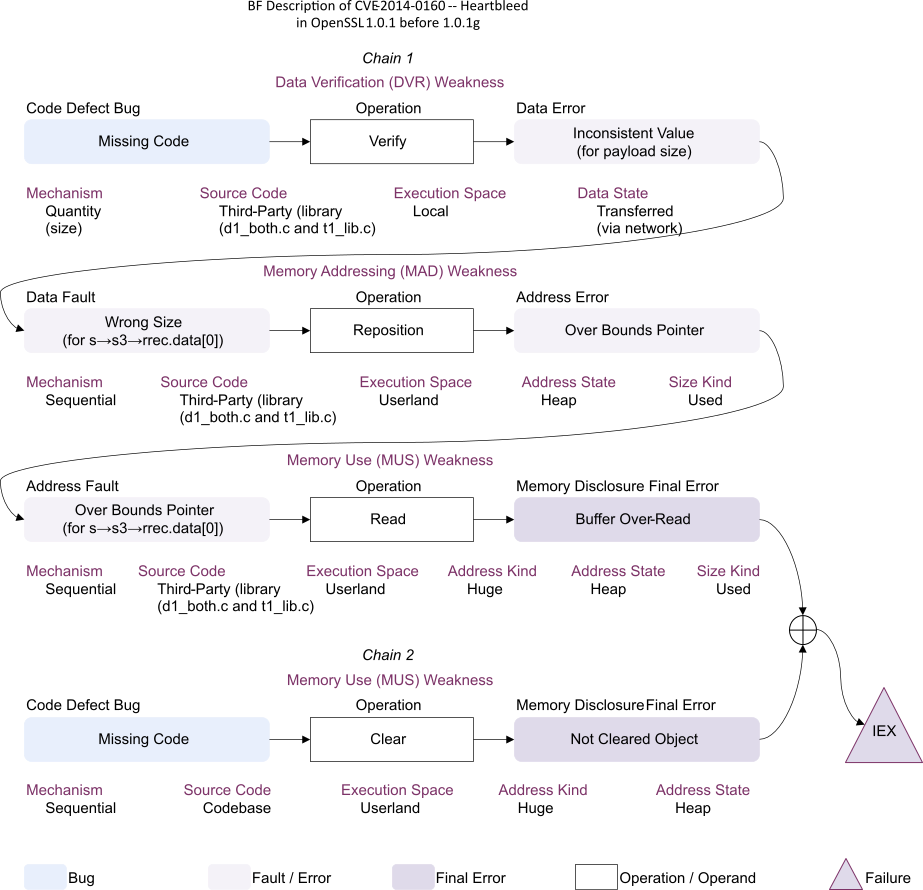 BF Description of CVE-2014-0160 -- Heartbleed
in OpenSSL 1.0.1 before 1.0.1g
Chain 1
Data Verification (DVR) Weakness
Code Defect Bug Operation Data Error
Missing Code Verify Inconsistent Value
(for payload size)
Mechanism Source Code Execution Space Data State
Quantity Third-Party (library Local Transferred
(size) (d1_both.c and t1_lib.c) (via network)
Memory Addressing (MAD) Weakness
Data Fault Operation Address Error
Wrong Size Reposition Over Bounds Pointer
(for s→s3→rrec.data[0])
Mechanism Source Code Execution Space Address State Size Kind
Sequential Third-Party (library Userland Heap Used
(d1_both.c and t1_lib.c)
Memory Use (MUS) Weakness
Address Fault Operation Memory Disclosure Final Error
Over Bounds Pointer Read Buffer Over-Read
(for s→s3→rrec.data[0])
Mechanism Source Code Execution Space Address Kind Address State Size Kind
Sequential Third-Party (library Userland Huge Heap Used
(d1_both.c and t1_lib.c)
Chain 2
Memory Use (MUS) Weakness
Code Defect Bug Operation Memory Disclosure Final Error
Missing Code Clear Not Cleared Object
IEX
Mechanism Source Code Execution Space Address Kind Address State
Sequential Codebase Userland Huge Heap
Bug Fault / Error Final Error Operation / Operand Failure